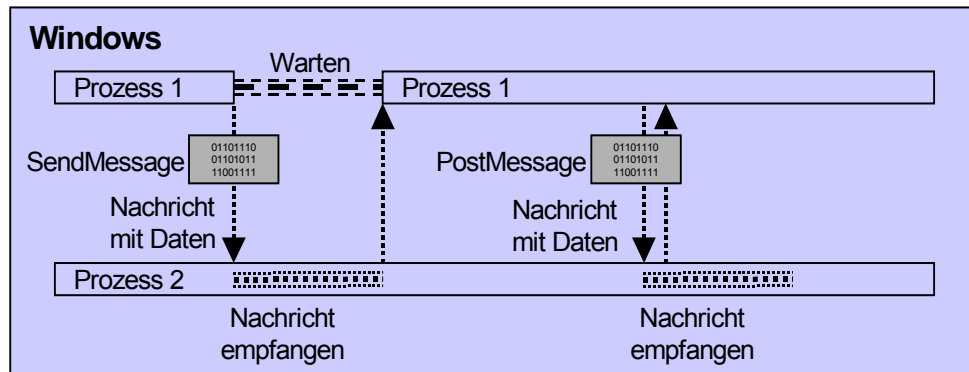 Windows
Warten
Prozess 1
Prozess 1
SendMessage
01101110
01101011
11001111
PostMessage
01101110
01101011
11001111
Nachricht
mit Daten
Nachricht
mit Daten
Prozess 2
Nachricht
empfangen
Nachricht
empfangen